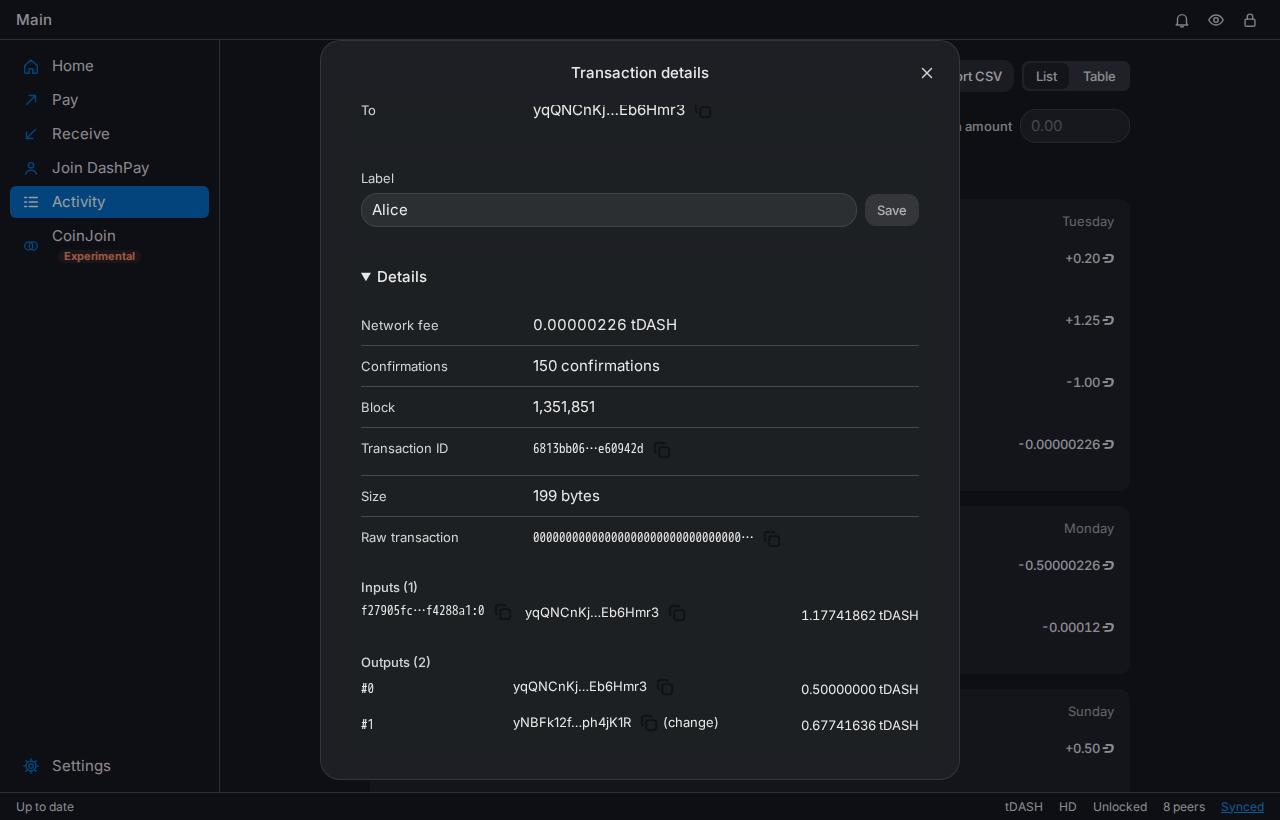 Main
Home
Pay
Receive
Join DashPay
Activity
CoinJoin
Experimental
Settings
Transaction details
To yqQNCnKj...Eb6Hmr3
Label
Alice Save
Details
Network fee 0.00000226 tDASH
Confirmations 150 confirmations
Block 1,351,851
Transaction ID 6813bb06…e60942d
Size 199 bytes
Raw transaction 00000000000000000000000000000000…
Inputs (1)
f27905fc…f4288a1:0 yqQNCnKj...Eb6Hmr3 1.17741862 tDASH
Outputs (2)
#0 yqQNCnKj...Eb6Hmr3 0.50000000 tDASH
#1 yNBFk12f...ph4jK1R (change) 0.67741636 tDASH
CSV List Table
amount 0.00
Tuesday
+0.20
+1.25
-1.00
-0.00000226
Monday
-0.50000226
-0.00012
Sunday
+0.50
Up to date tDASH HD Unlocked 8 peers Synced